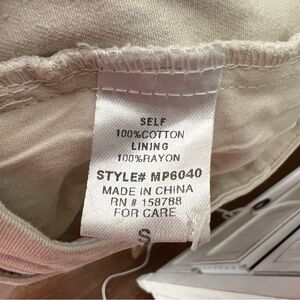 SELF
100%COTTON
LINING
100%RAYON
STYLE# MP6040
MADE IN CHINA
RN # 158788
FOR CARE
S